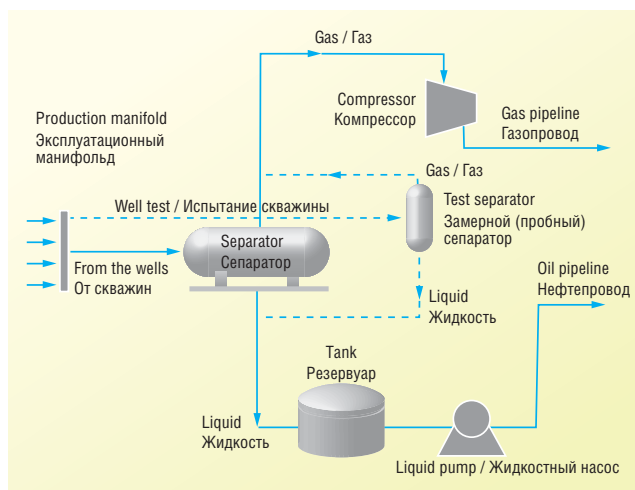 Gas / Газ
Compressor
Компрессор
Gas pipeline
Газопровод
Production manifold
Эксплуатационный
манифольд
Gas / Газ
Well test / Испытание скважины
Test separator
Замерной (пробный)
сепаратор
Separator
Сепаратор
From the wells
От скважин
Oil pipeline
Нефтепровод
Liquid
Жидкость
Tank
Резервуар
Liquid
Жидкость
Liquid pump / Жидкостный насос